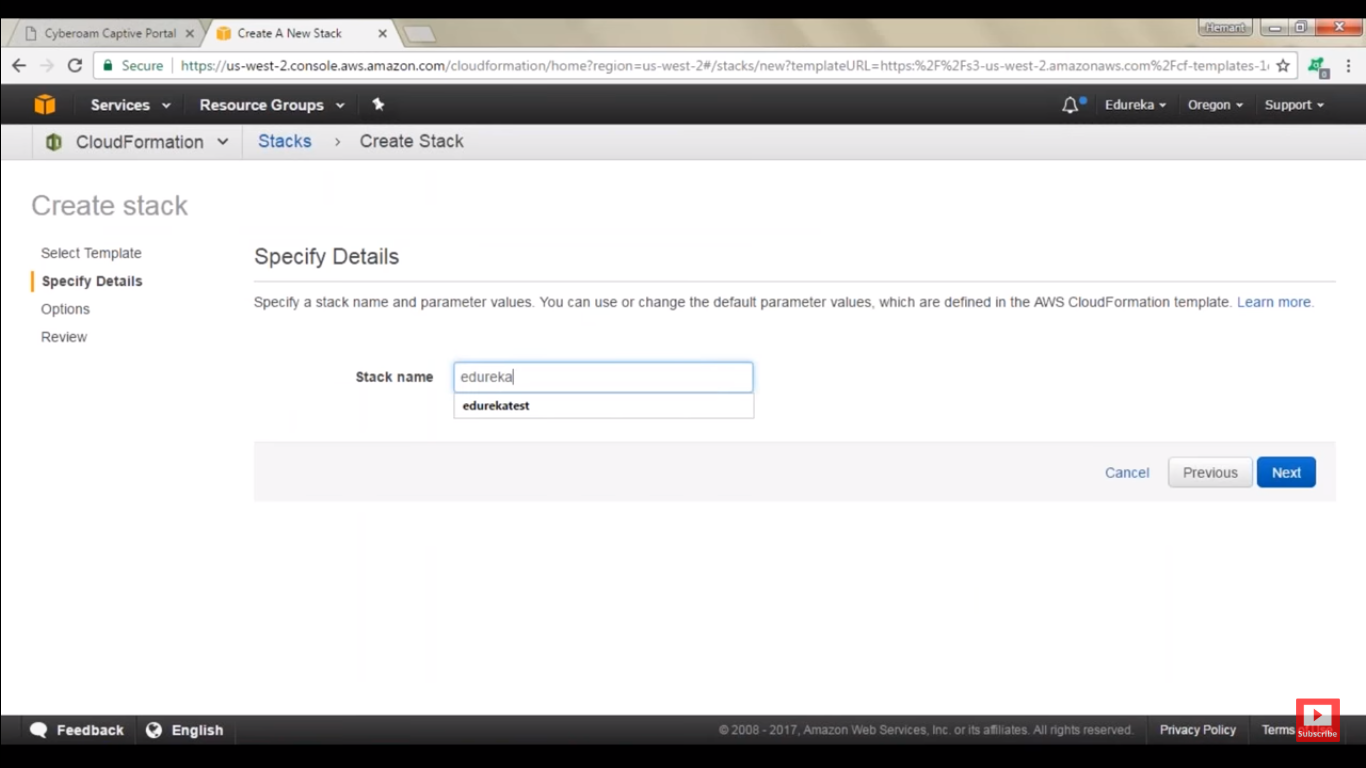 Cyberoam Captive Portal
Create A New Stack
Hemant
Secure https://us-west-2.console.aws.amazon.com/cloudformation/home?region=us-west-2#/stacks/new?templateURL=https:%2F%2Fs3-us-west-2.amazonaws.com%2Fcf-templates-1
Services Resource Groups Edureka Oregon Support
CloudFormation Stacks > Create Stack
Create stack
Select Template
Specify Details
Options
Review
Specify Details
Specify a stack name and parameter values. You can use or change the default parameter values, which are defined in the AWS CloudFormation template. Learn more.
Stack name edureka
edurekatest
Cancel Previous Next
Feedback English © 2008 - 2017, Amazon Web Services, Inc. or its affiliates. All rights reserved. Privacy Policy Terms
Subscribe